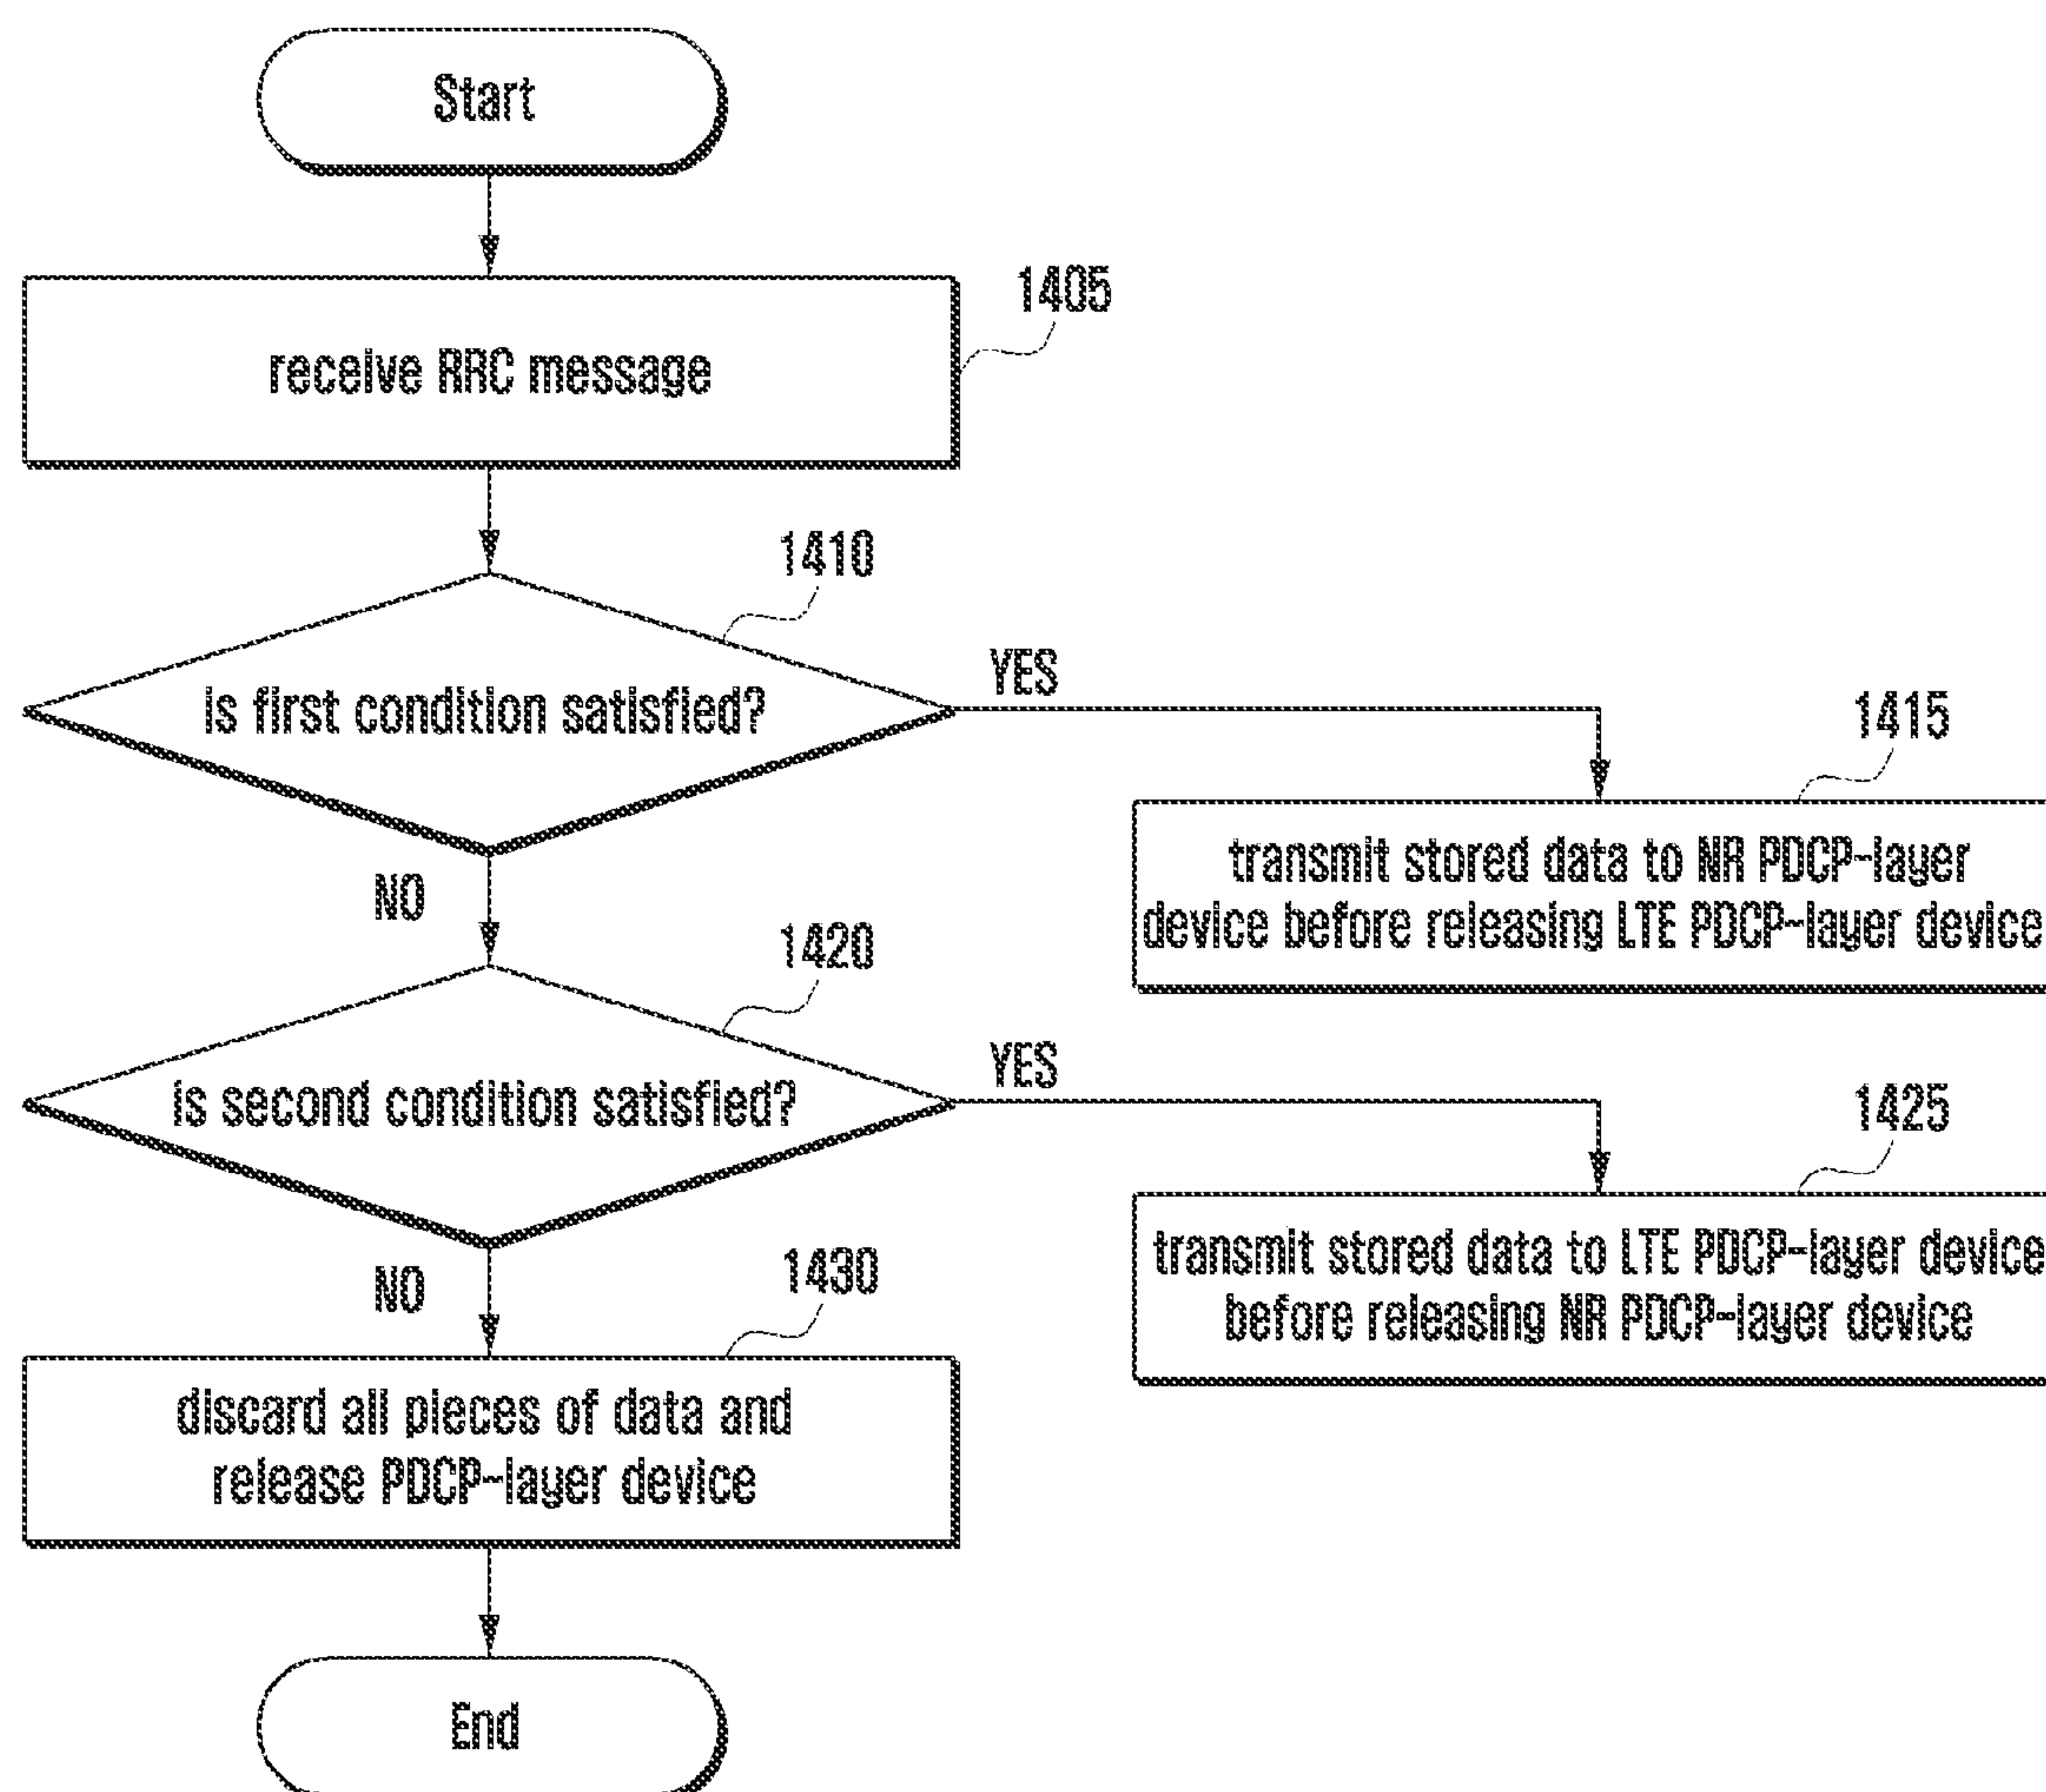 Start
1405
receive RRC message
1410
is first condition satisfied?
YES
1415
transmit stored data to NR PDCP-layer
device before releasing LTE PDCP-layer device
NO
1420
is second condition satisfied?
YES
1425
transmit stored data to LTE PDCP-layer device
before releasing NR PDCP-layer device
NO
1430
discard all pieces of data and
release PDCP-layer device
End